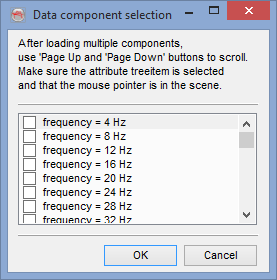 Data component selection
After loading multiple components,
use 'Page Up and 'Page Down' buttons to scroll.
Make sure the attribute treeitem is selected
and that the mouse pointer is in the scene.
frequency = 4 Hz
frequency = 8 Hz
frequency = 12 Hz
frequency = 16 Hz
frequency = 20 Hz
frequency = 24 Hz
frequency = 28 Hz
frequency = 32 Hz
OK Cancel